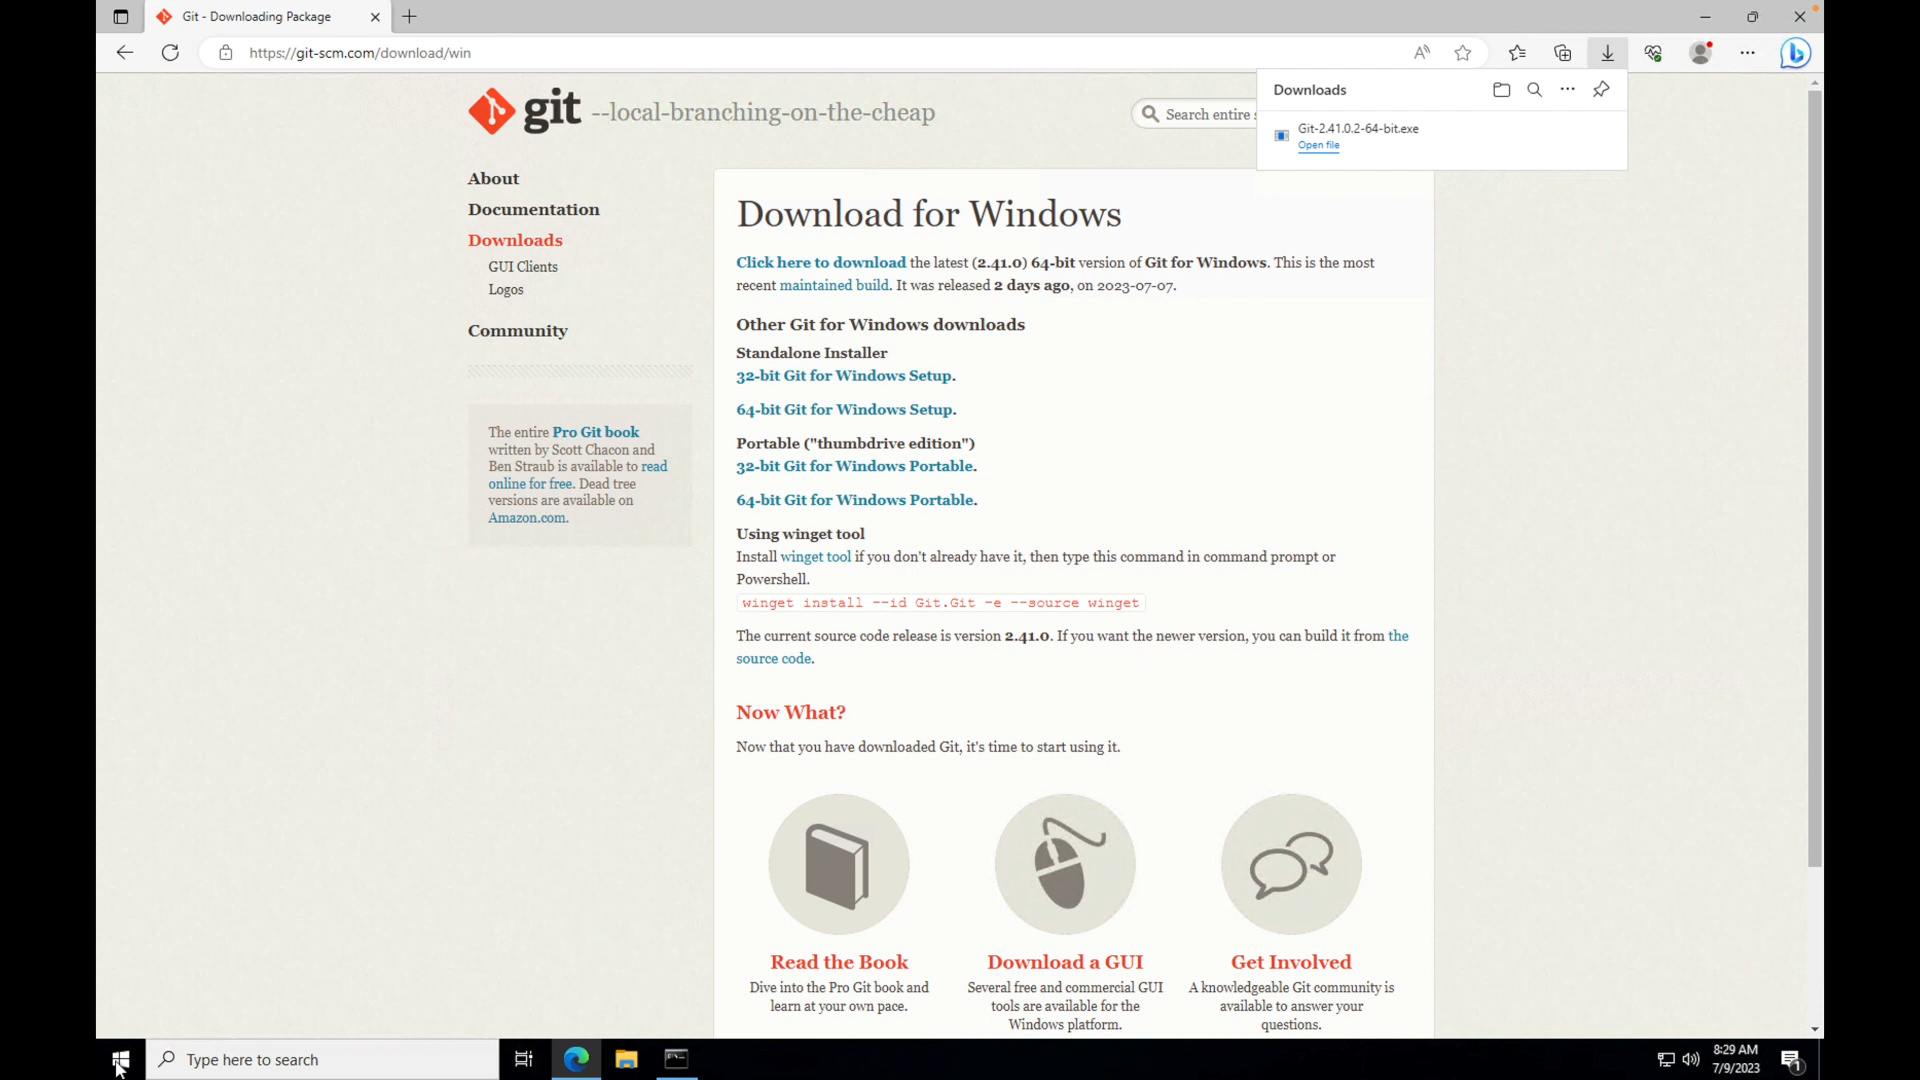 Git - Downloading Package
https://git-scm.com/download/win
Downloads
Git-2.41.0.2-64-bit.exe
Open file
git --local-branching-on-the-cheap
Search entire s
About
Documentation
Downloads
GUI Clients
Logos
Community
The entire Pro Git book
written by Scott Chacon and
Ben Straub is available to read
online for free. Dead tree
versions are available on
Amazon.com.
Download for Windows
Click here to download the latest (2.41.0) 64-bit version of Git for Windows. This is the most
recent maintained build. It was released 2 days ago, on 2023-07-07.
Other Git for Windows downloads
Standalone Installer
32-bit Git for Windows Setup.
64-bit Git for Windows Setup.
Portable ("thumbdrive edition")
32-bit Git for Windows Portable.
64-bit Git for Windows Portable.
Using winget tool
Install winget tool if you don't already have it, then type this command in command prompt or
Powershell.
winget install --id Git.Git -e --source winget
The current source code release is version 2.41.0. If you want the newer version, you can build it from the
source code.
Now What?
Now that you have downloaded Git, it's time to start using it.
Read the Book
Dive into the Pro Git book and
learn at your own pace.
Download a GUI
Several free and commercial GUI
tools are available for the
Windows platform.
Get Involved
A knowledgeable Git community is
available to answer your
questions.
Type here to search
8:29 AM
7/9/2023
1